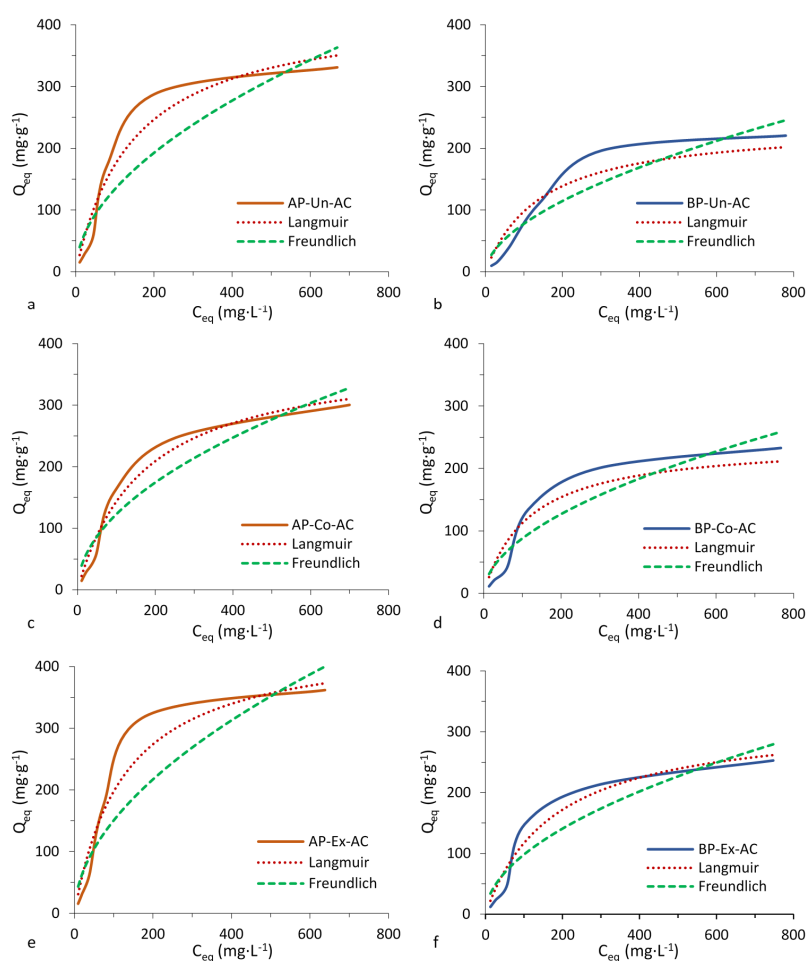 400
300
200
100
0
Qeq (mg·g-1)
AP-Un-AC
Langmuir
Freundlich
0 200 400 600 800
a
Ceq (mg·L-1)
400
300
200
100
0
Qeq (mg·g-1)
BP-Un-AC
Langmuir
Freundlich
0 200 400 600 800
b
Ceq (mg·L-1)
400
300
200
100
0
Qeq (mg·g-1)
AP-Co-AC
Langmuir
Freundlich
0 200 400 600 800
c
Ceq (mg·L-1)
400
300
200
100
0
Qeq (mg·g-1)
BP-Co-AC
Langmuir
Freundlich
0 200 400 600 800
d
Ceq (mg·L-1)
400
300
200
100
0
Qeq (mg·g-1)
AP-Ex-AC
Langmuir
Freundlich
0 200 400 600 800
e
Ceq (mg·L-1)
400
300
200
100
0
Qeq (mg·g-1)
BP-Ex-AC
Langmuir
Freundlich
0 200 400 600 800
f
Ceq (mg·L-1)